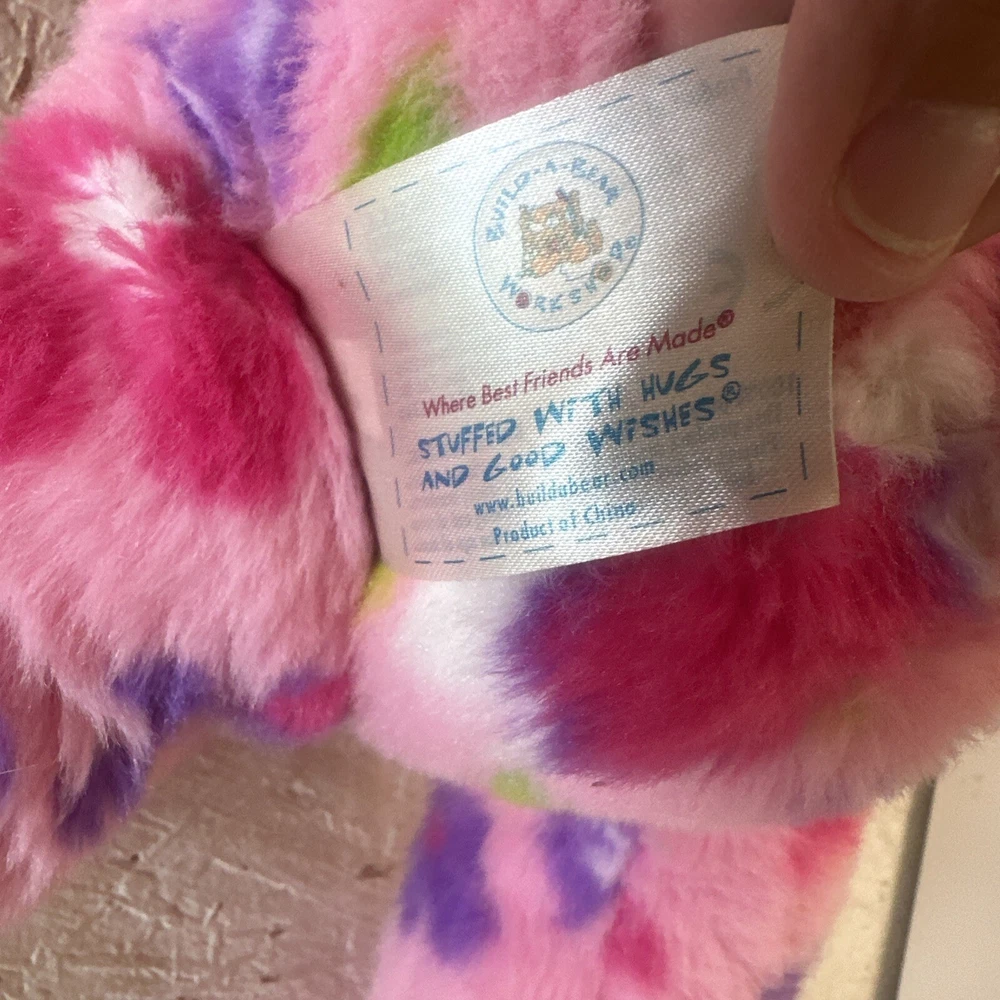 BUILD-A-BEAR
WORKSHOP
Where Best Friends Are Made®
STUFFED WITH HUGS
AND GOOD WISHES®
www.buildabear.com
Product of China